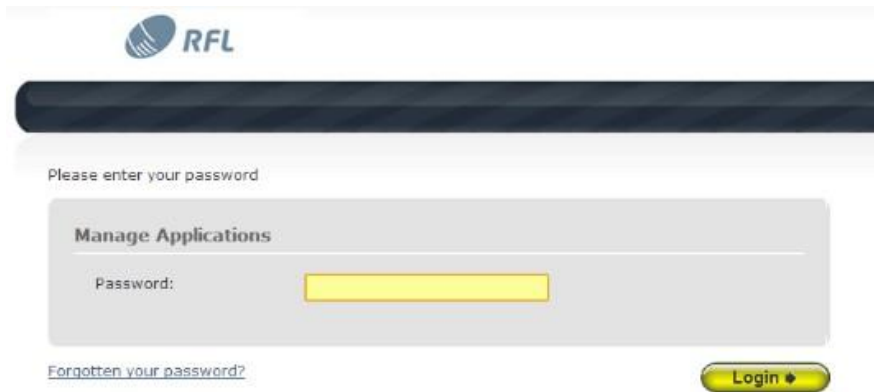 RFL
Please enter your password
Manage Applications
Password:
Forgotten your password?
Login